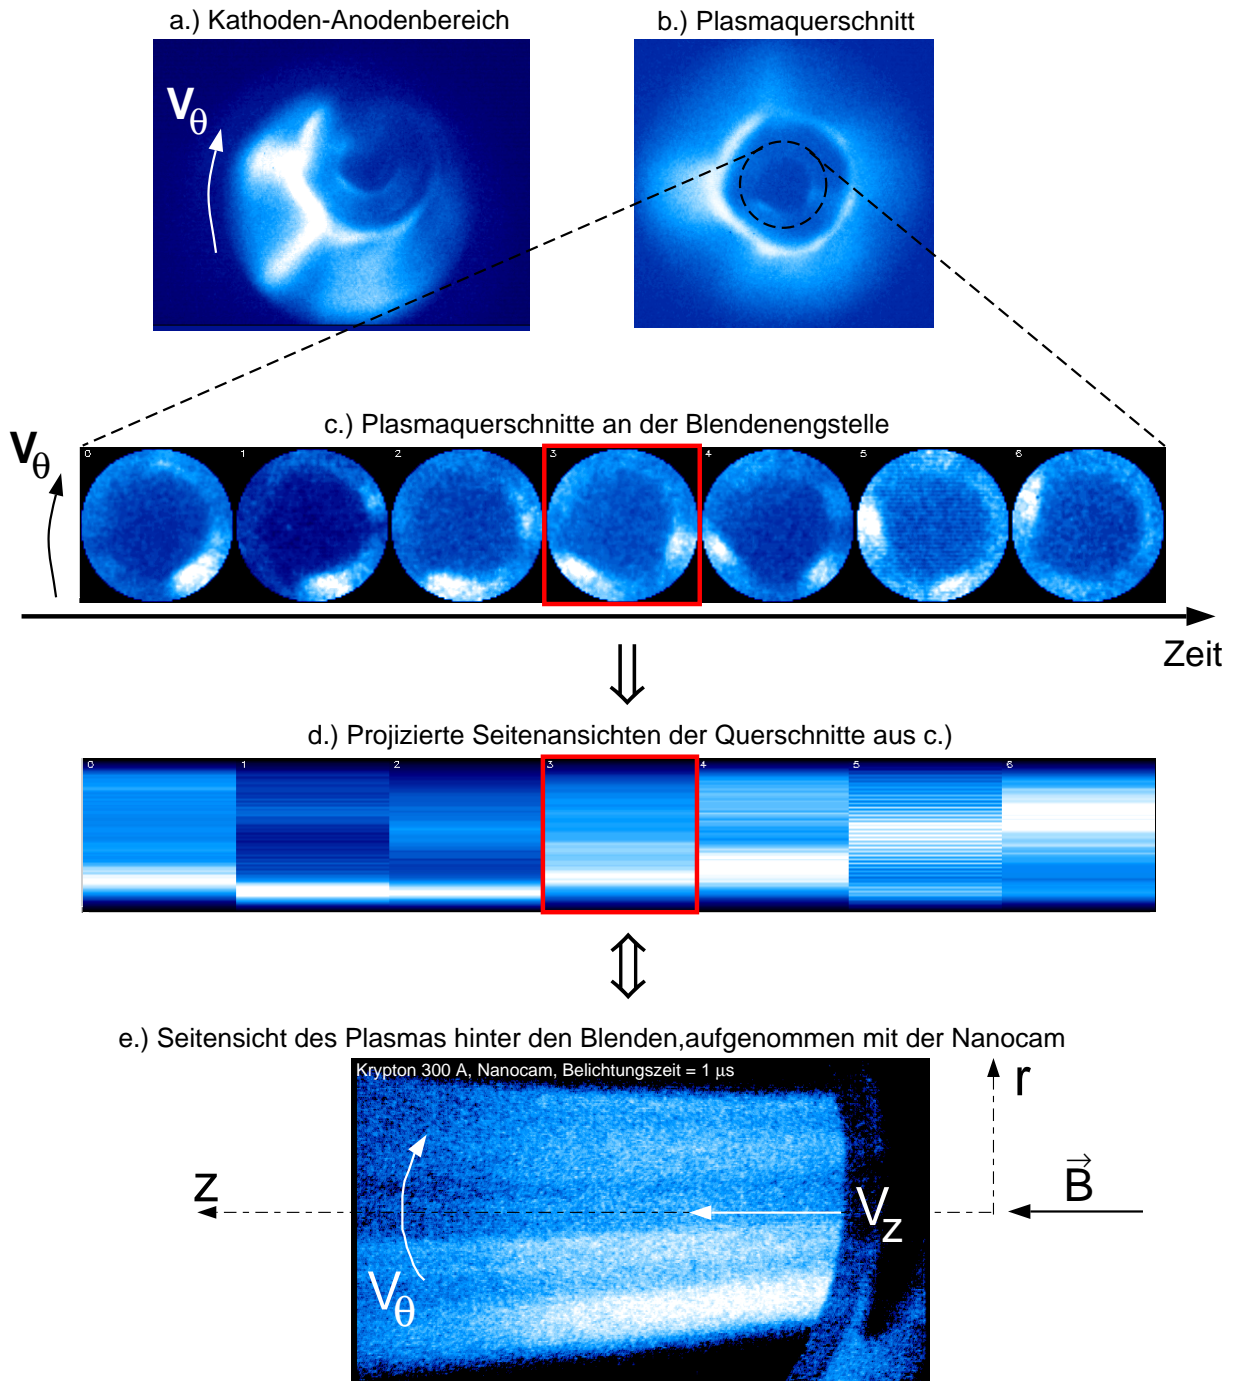 a.) Kathoden-Anodenbereich
b.) Plasmaquerschnitt
Vθ
c.) Plasmaquerschnitte an der Blendenengstelle
Vθ
0 1 2 3 4 5 6
Zeit
d.) Projizierte Seitenansichten der Querschnitte aus c.)
0 1 2 3 4 5 6
e.) Seitensicht des Plasmas hinter den Blenden,aufgenommen mit der Nanocam
Krypton 300 A, Nanocam, Belichtungszeit = 1 μs
r
B⃗
z
Vz
Vθ